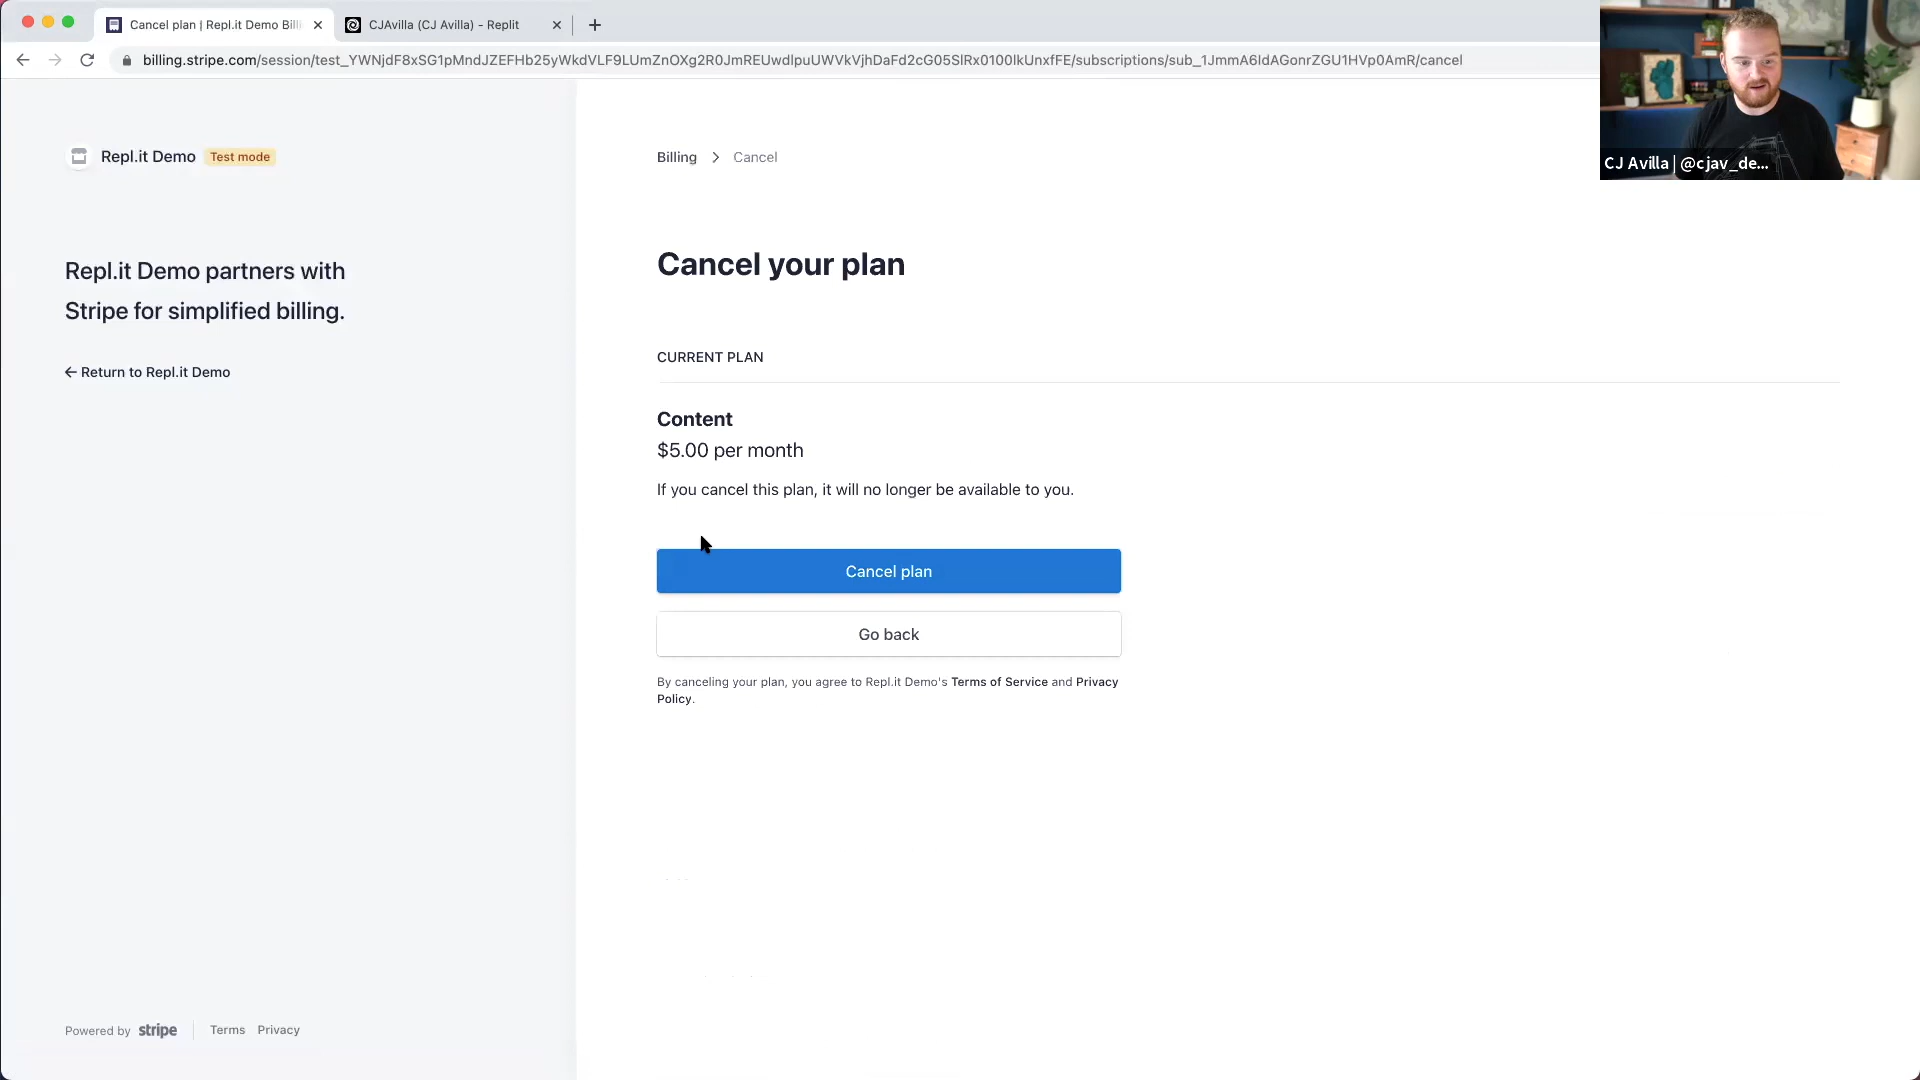 Cancel plan | Repl.it Demo Billi
CJAvilla (CJ Avilla) - Replit
billing.stripe.com/session/test_YWNjdF8xSG1pMndJZEFHb25yWkdVLF9LUmZnOXg2R0JmREUwdlpuUWVkVjhDaFd2cG05SlRx0100IkUnxfFE/subscriptions/sub_1JmmA6IdAGonrZGU1HVp0AmR/cancel
CJ Avilla | @cjav_de...
Repl.it Demo
Test mode
Repl.it Demo partners with
Stripe for simplified billing.
← Return to Repl.it Demo
Powered by stripe
Terms
Privacy
Billing > Cancel
Cancel your plan
CURRENT PLAN
Content
$5.00 per month
If you cancel this plan, it will no longer be available to you.
Cancel plan
Go back
By canceling your plan, you agree to Repl.it Demo's Terms of Service and Privacy
Policy.